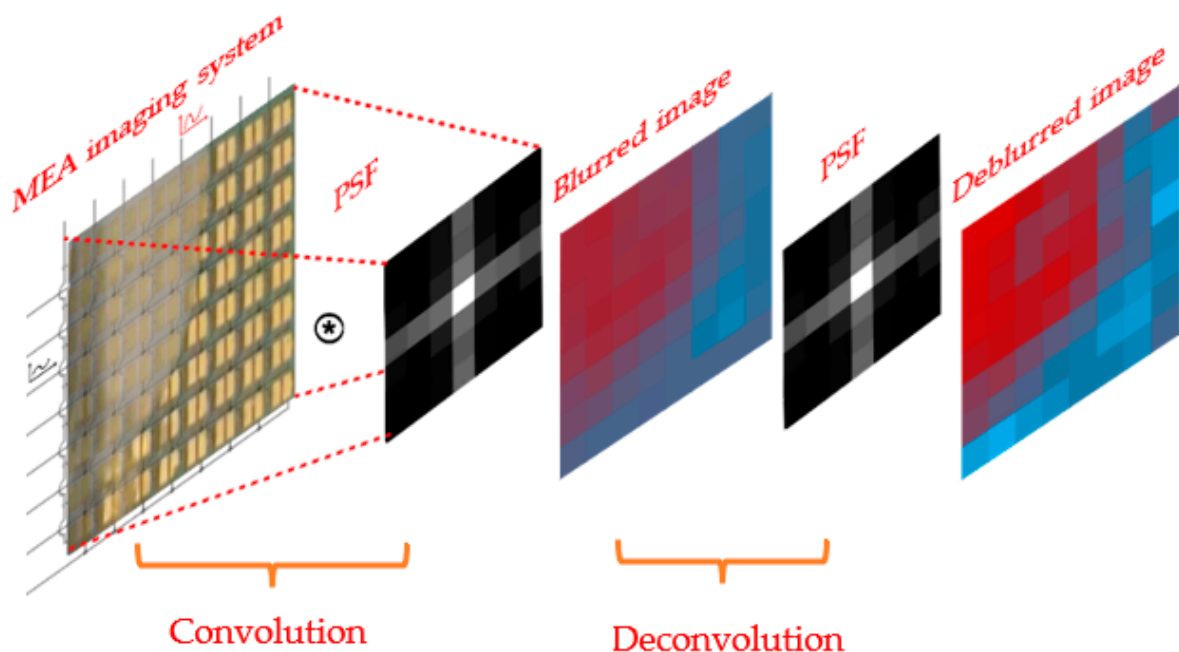 MEA imaging system
PSF
Blurred image
PSF
Deblurred image
Convolution
Deconvolution